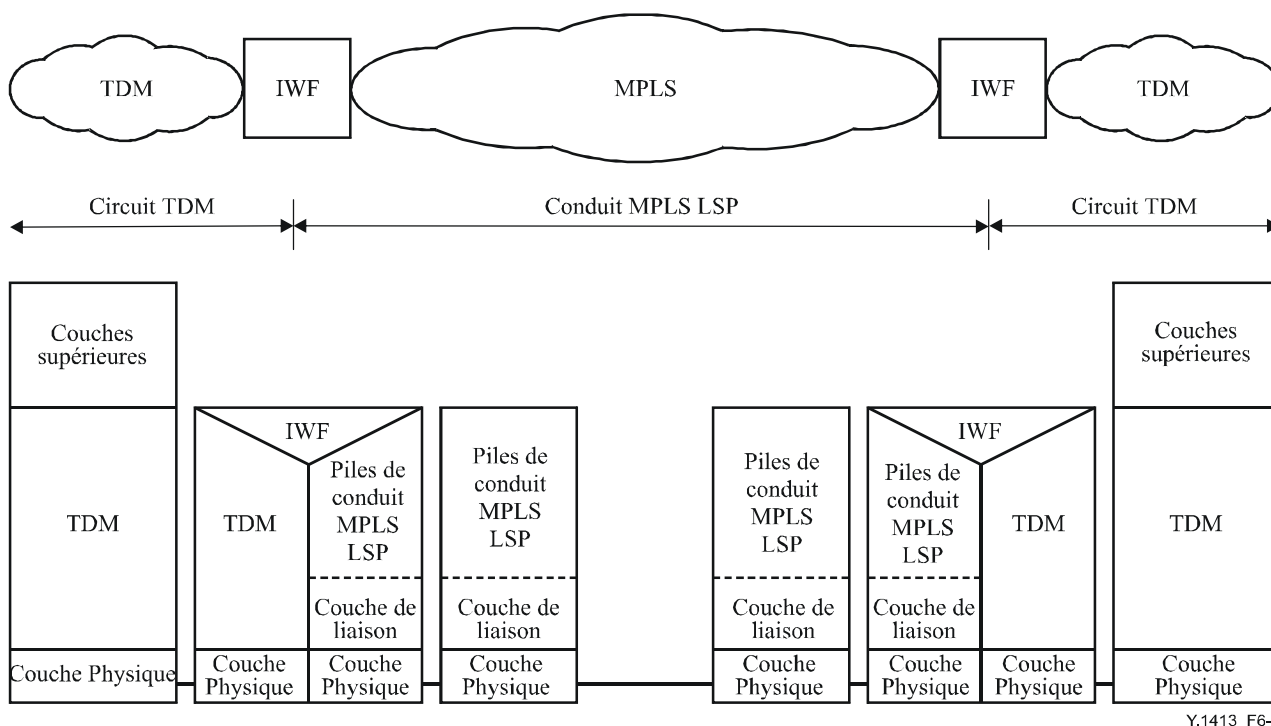 TDM
IWF
MPLS
IWF
TDM
Circuit TDM
Conduit MPLS LSP
Circuit TDM
Couches
supérieures
TDM
Couche Physique
IWF
TDM
Piles de
conduit
MPLS
LSP
Couche de
liaison
Couche
Physique
Couche
Physique
Piles de
conduit
MPLS
LSP
Couche de
liaison
Couche
Physique
Piles de
conduit
MPLS
LSP
Couche de
liaison
Couche
Physique
IWF
Piles de
conduit
MPLS
LSP
TDM
Couche de
liaison
Couche
Physique
Couche
Physique
Couches
supérieures
TDM
Couche
Physique
Y.1413_F6-